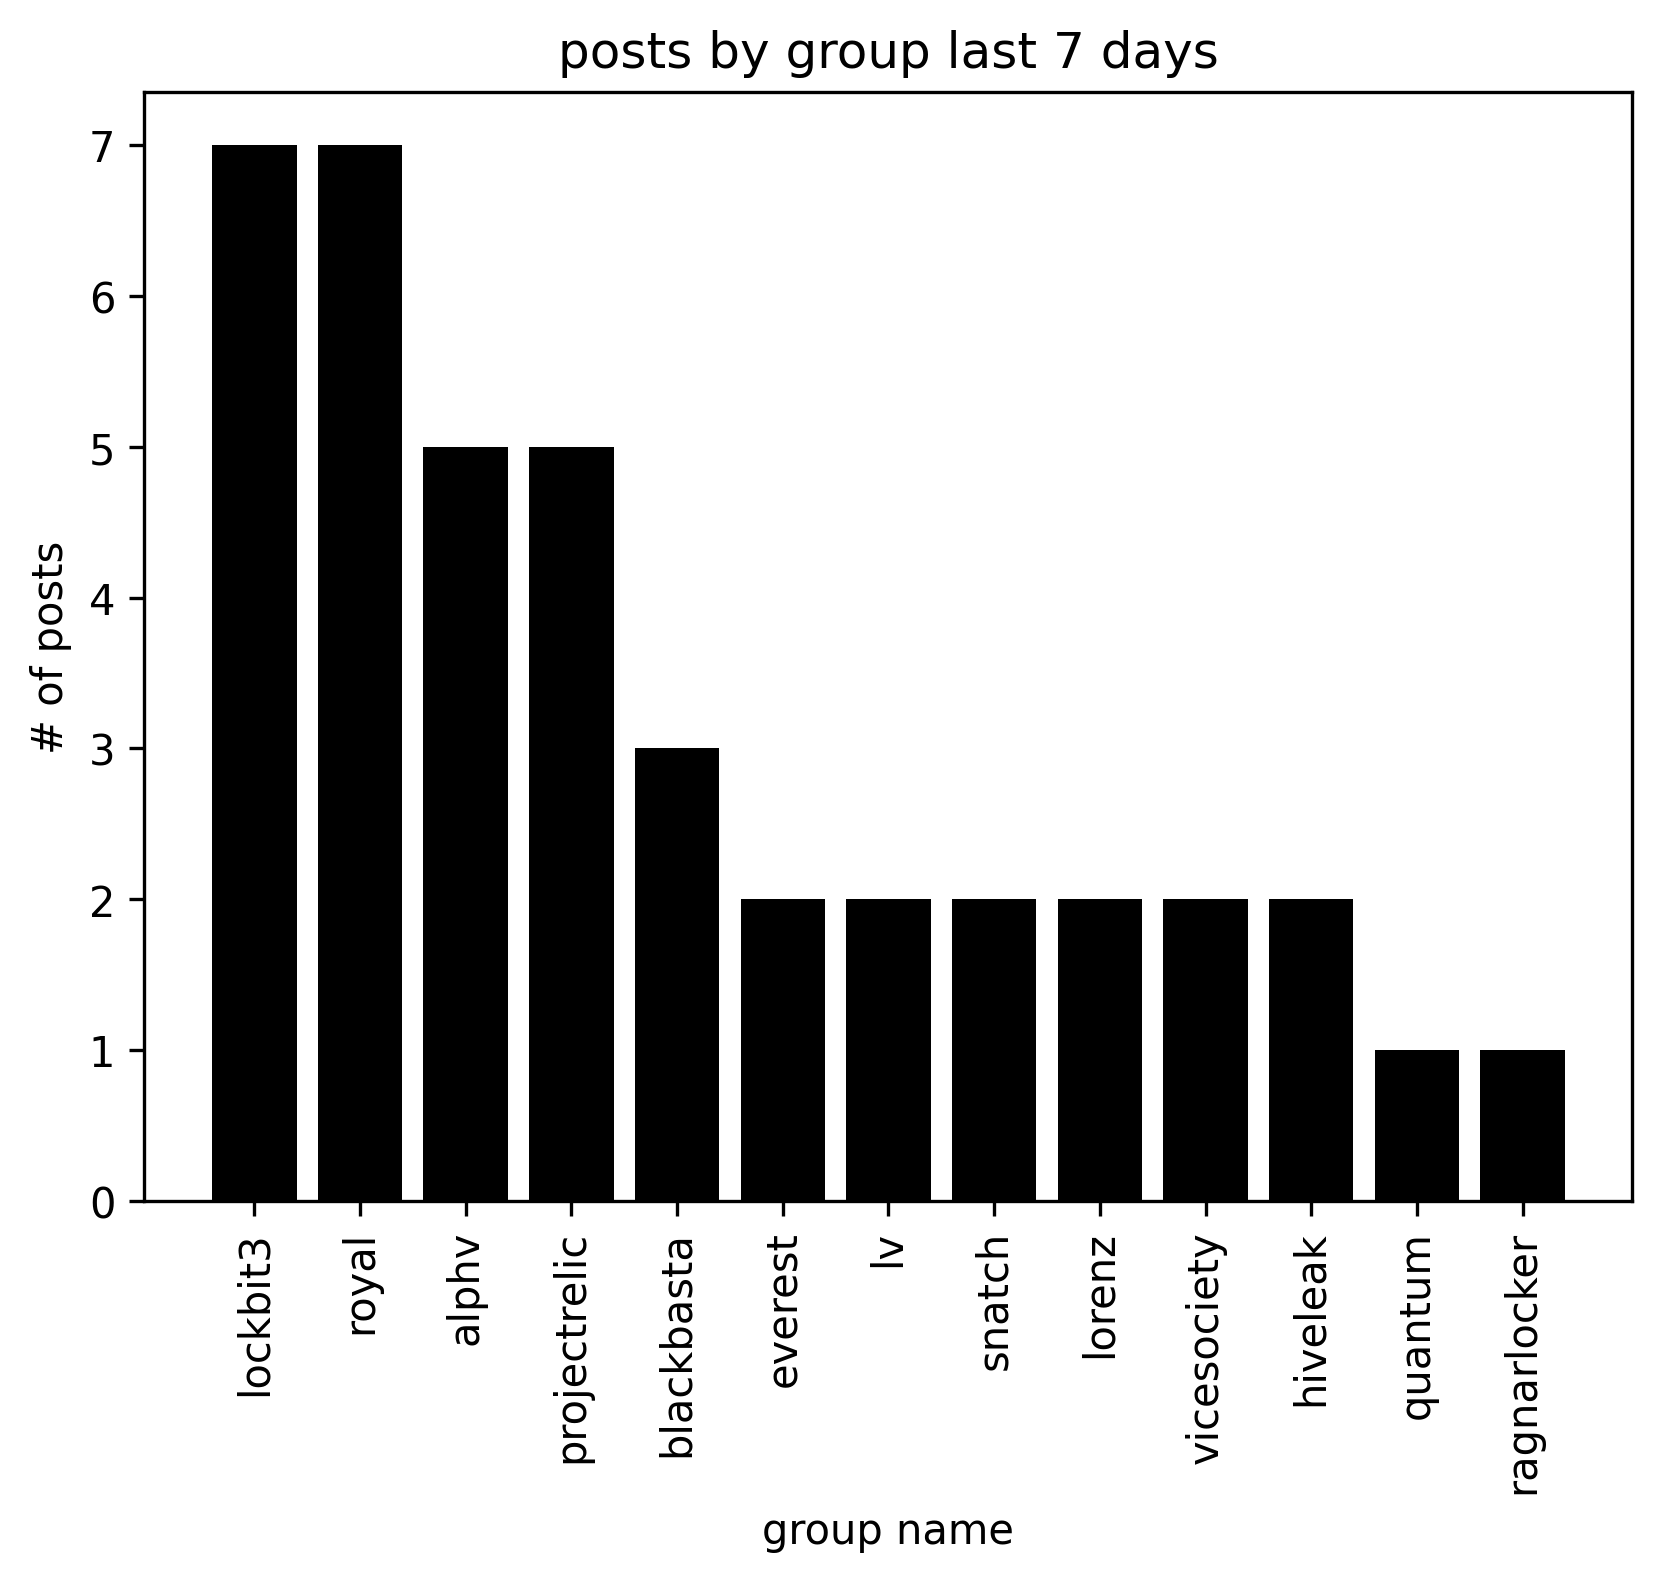 posts by group last 7 days
# of posts
7
6
5
4
3
2
1
0
lockbit3
royal
alphv
projectrelic
blackbasta
everest
lv
snatch
lorenz
vicesociety
hiveleak
quantum
ragnarlocker
group name